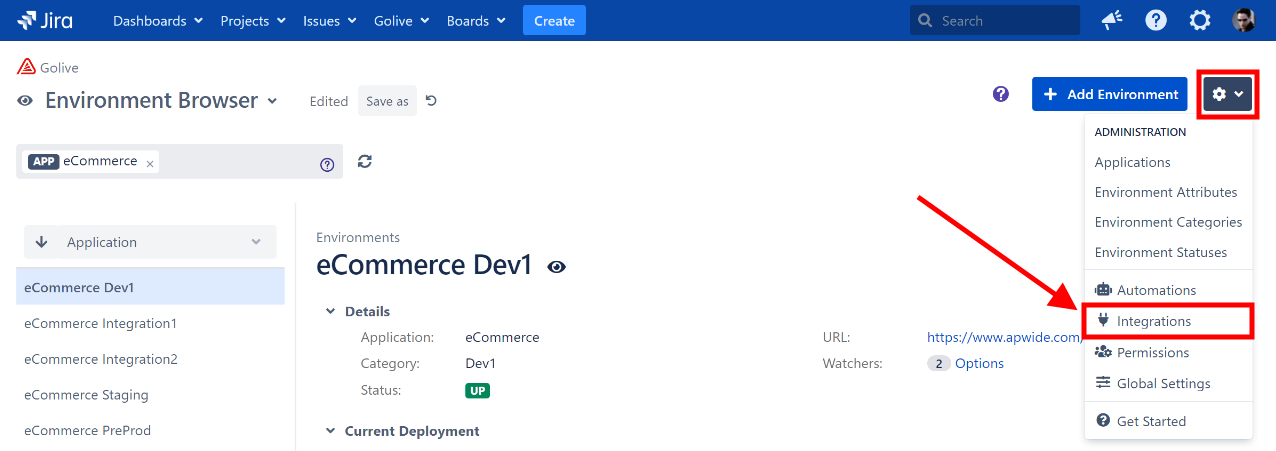 Jira Dashboards Projects Issues Golive Boards Create Search
Golive
Environment Browser Edited Save as
Add Environment
APP eCommerce ×
Application
eCommerce Dev1
eCommerce Integration1
eCommerce Integration2
eCommerce Staging
eCommerce PreProd
Environments
eCommerce Dev1
Details
Application: eCommerce
Category: Dev1
Status: UP
URL: https://www.apwide.com/
Watchers: 2 Options
Current Deployment
ADMINISTRATION
Applications
Environment Attributes
Environment Categories
Environment Statuses
Automations
Integrations
Permissions
Global Settings
Get Started